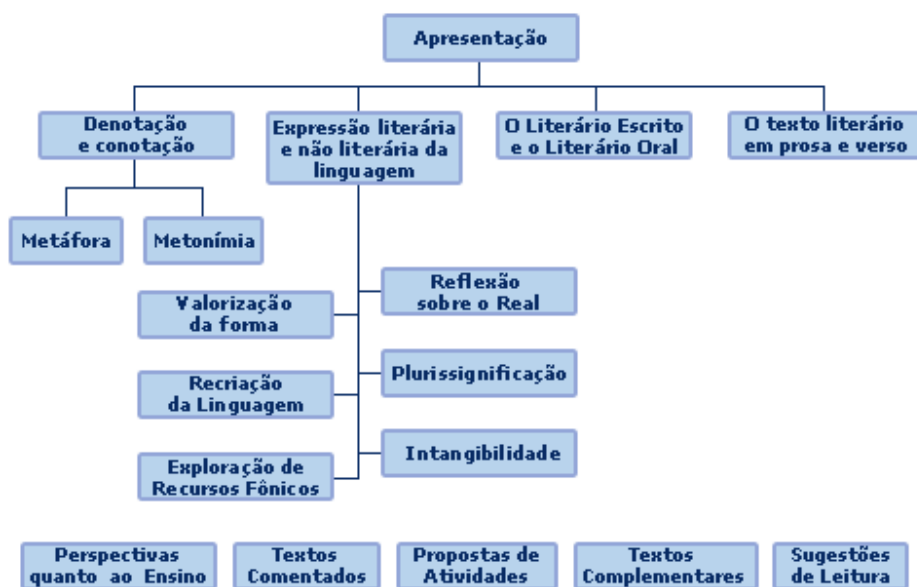 Apresentação
Denotação
e conotação
Expressão literária
e não literária da
linguagem
O Literário Escrito
e o Literário Oral
O texto literário
em prosa e verso
Metáfora
Metonímia
Reflexão
sobre o Real
Valorização
da forma
Plurissignificação
Recriação
da Linguagem
Intangibilidade
Exploração de
Recursos Fônicos
Perspectivas
quanto ao Ensino
Textos
Comentados
Propostas de
Atividades
Textos
Complementares
Sugestões
de Leitura